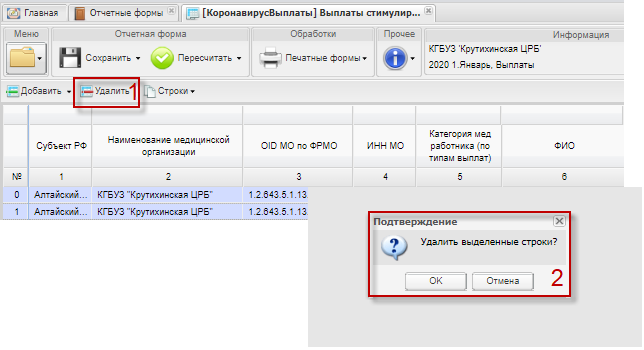 Главная
Отчетные формы
[КоронавирусВыплаты] Выплаты стимулир...
Меню
Отчетная форма
Обработки
Прочее
Информация
Сохранить
Пересчитать
Печатные формы
КГБУЗ 'Крутихинская ЦРБ'
2020 1.Январь, Выплаты
Добавить
Удалить
1
Строки
Субъект РФ
Наименование медицинской организации
OID МО по ФРМО
ИНН МО
Категория мед работника (по типам выплат)
ФИО
№ 1 2 3 4 5 6
0 Алтайский... КГБУЗ "Крутихинская ЦРБ" 1.2.643.5.1.13
1 Алтайский... КГБУЗ "Крутихинская ЦРБ" 1.2.643.5.1.13
Подтверждение
Удалить выделенные строки?
OK
Отмена
2